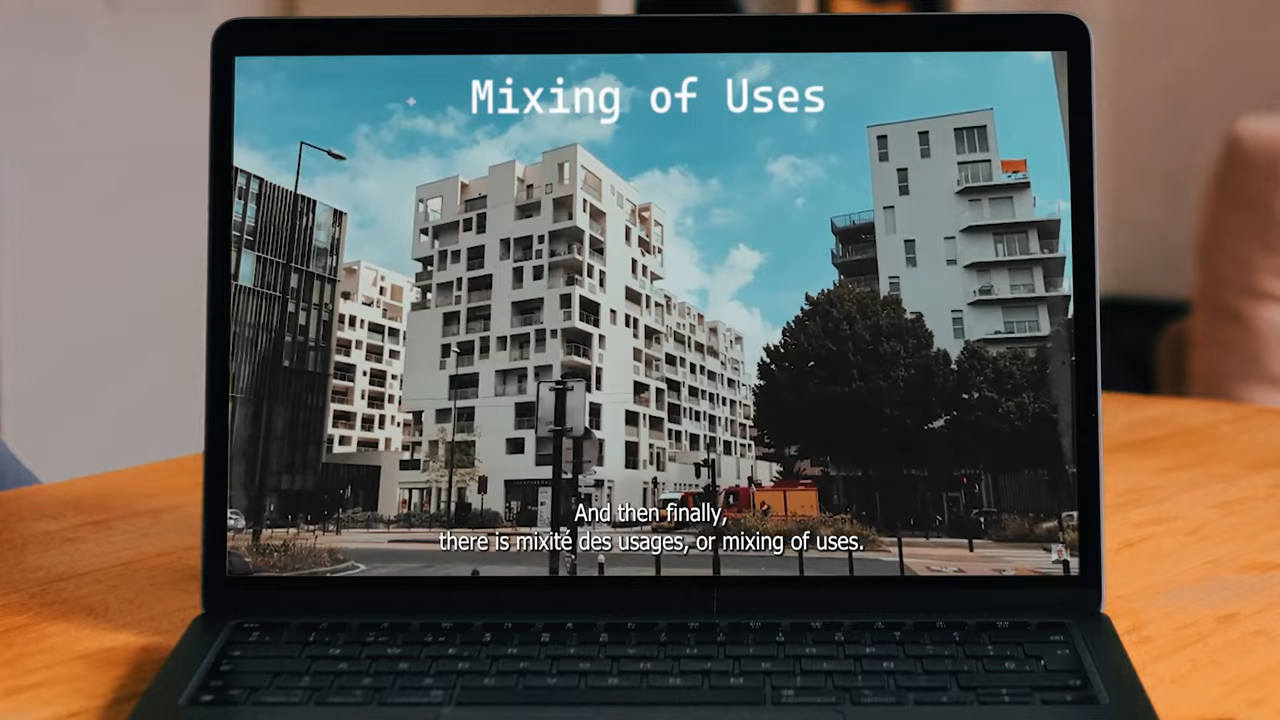 Mixing of Uses
And then finally,
there is mixité des usages, or mixing of uses.